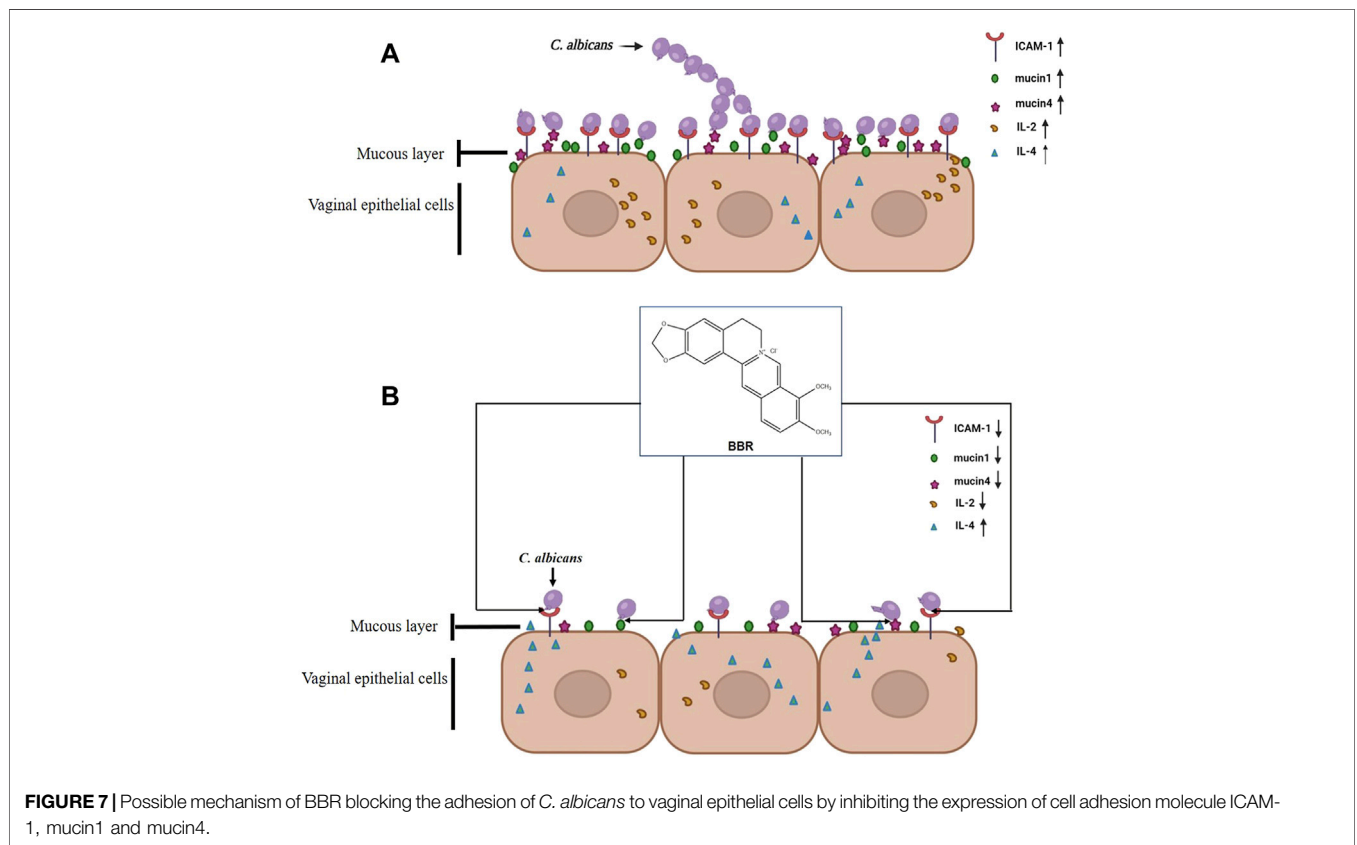 A
C. albicans
ICAM-1
mucin1
mucin4
IL-2
IL-4
Mucous layer
Vaginal epithelial cells
O
O
N+
Cl-
OCH3
OCH3
BBR
B
ICAM-1
mucin1
mucin4
IL-2
IL-4
C. albicans
Mucous layer
Vaginal epithelial cells
FIGURE 7 | Possible mechanism of BBR blocking the adhesion of C. albicans to vaginal epithelial cells by inhibiting the expression of cell adhesion molecule ICAM-
1, mucin1 and mucin4.